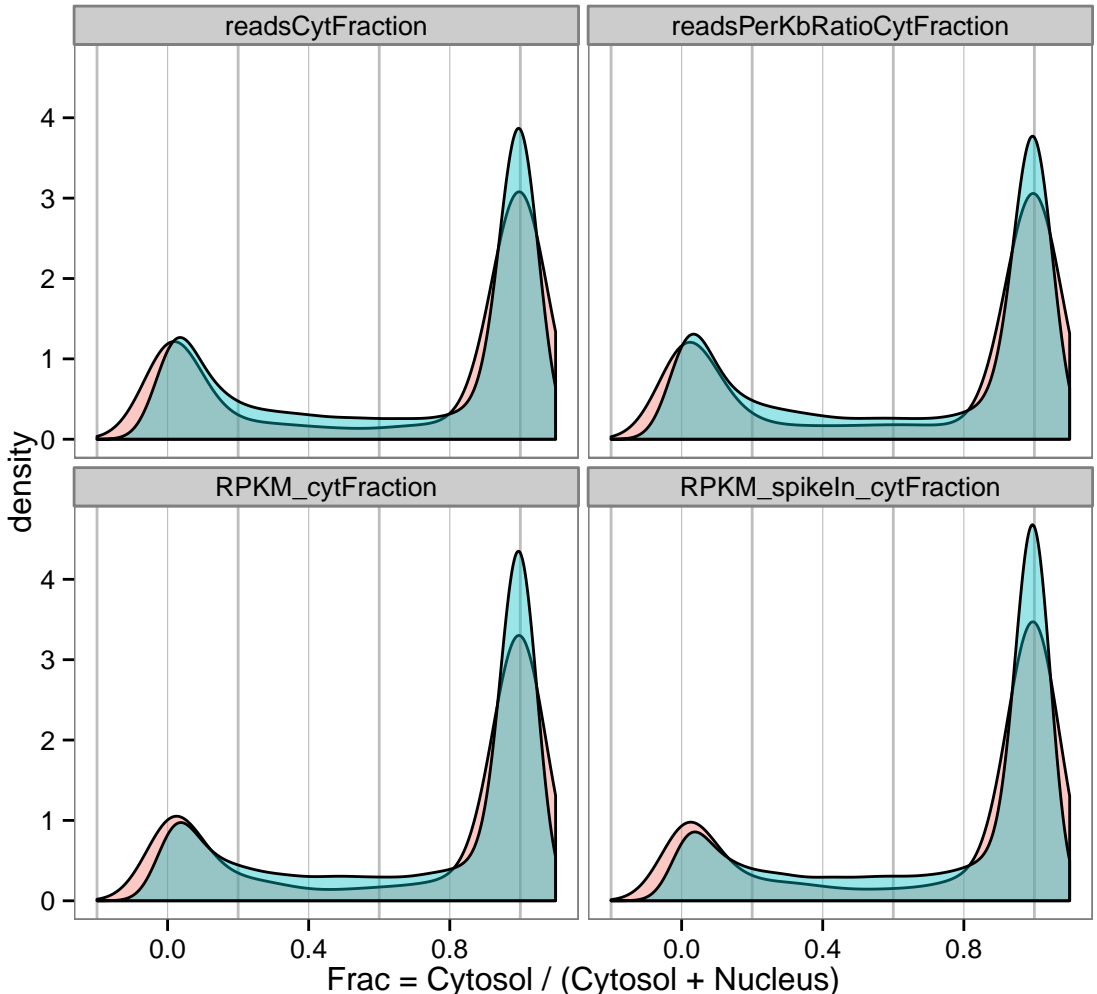 readsCytFraction
readsPerKbRatioCytFraction
4
3
2
1
0
RPKM_cytFraction
RPKM_spikeIn_cytFraction
4
3
2
1
0
density
0.0 0.4 0.8
0.0 0.4 0.8
Frac = Cytosol / (Cytosol + Nucleus)